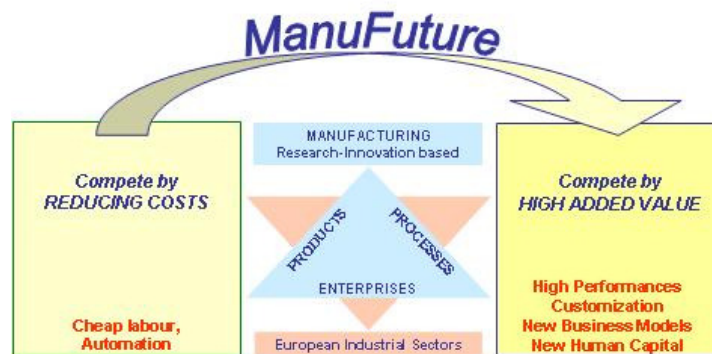 ManuFuture
Compete by
REDUCING COSTS
Cheap labour,
Automation
MANUFACTURING
Research-Innovation based
PRODUCTS
PROCESSES
ENTERPRISES
European Industrial Sectors
Compete by
HIGH ADDED VALUE
High Performances
Customization
New Business Models
New Human Capital